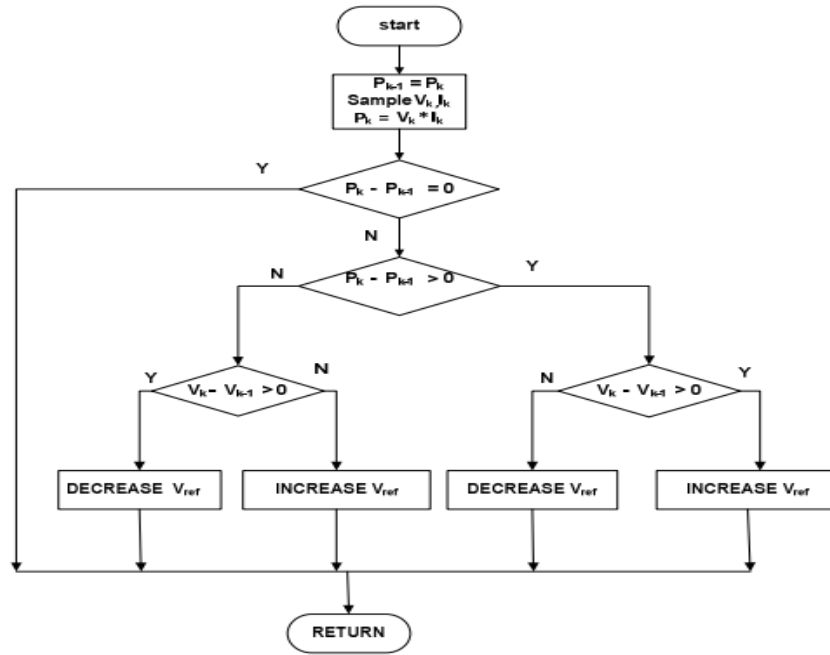 start
Pk-1 = Pk
Sample Vk,Ik
Pk = Vk * Ik
Y
Pk - Pk-1 = 0
N
N
Pk - Pk-1 > 0
Y
Y
Vk - Vk-1 > 0
N
N
Vk - Vk-1 > 0
Y
DECREASE Vref
INCREASE Vref
DECREASE Vref
INCREASE Vref
RETURN